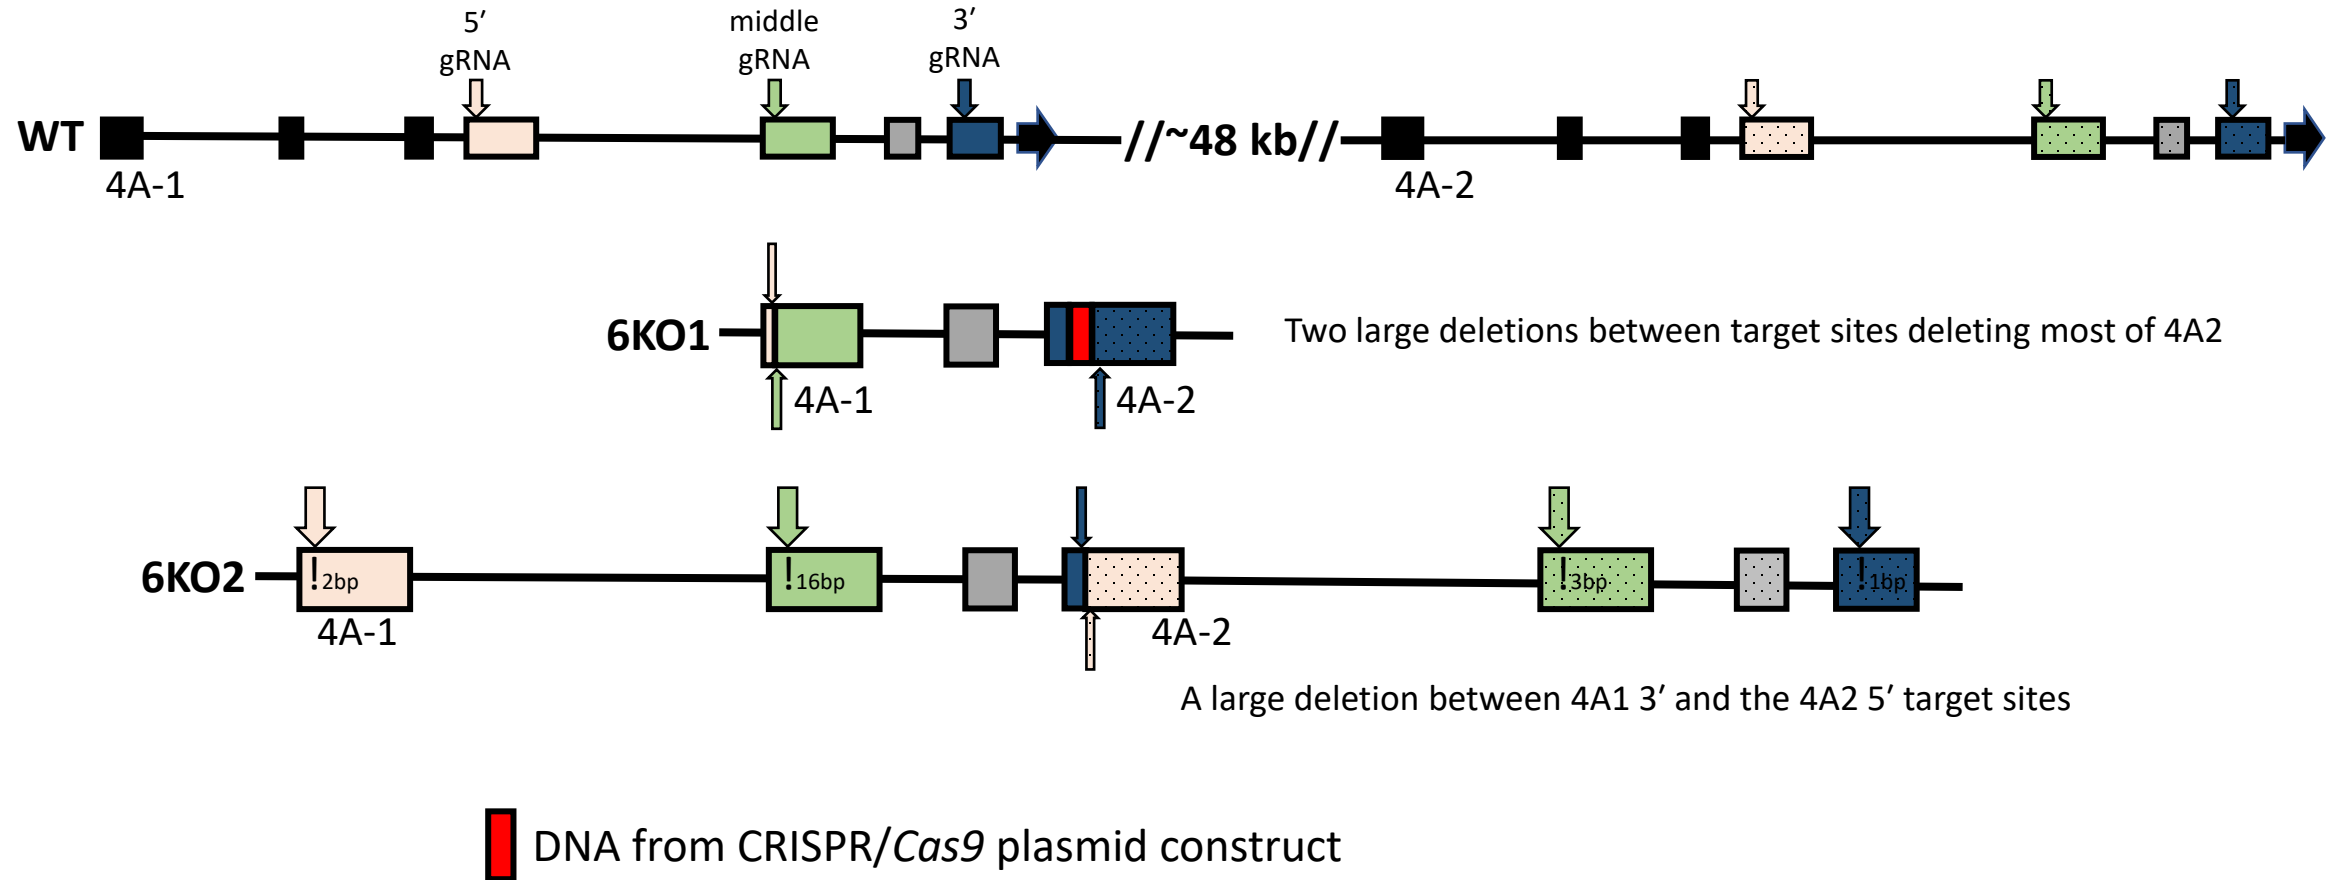 5′
gRNA
middle
gRNA
3′
gRNA
WT
//~48 kb//
4A-1
4A-2
6KO1
Two large deletions between target sites deleting most of 4A2
4A-1
4A-2
6KO2
!2bp
!16bp
!3bp
!1bp
4A-1
4A-2
A large deletion between 4A1 3′ and the 4A2 5′ target sites
DNA from CRISPR/Cas9 plasmid construct